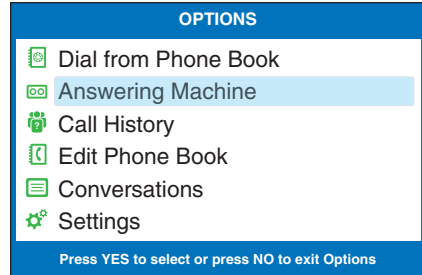 OPTIONS
Dial from Phone Book
Answering Machine
Call History
Edit Phone Book
Conversations
Settings
Press YES to select or press NO to exit Options